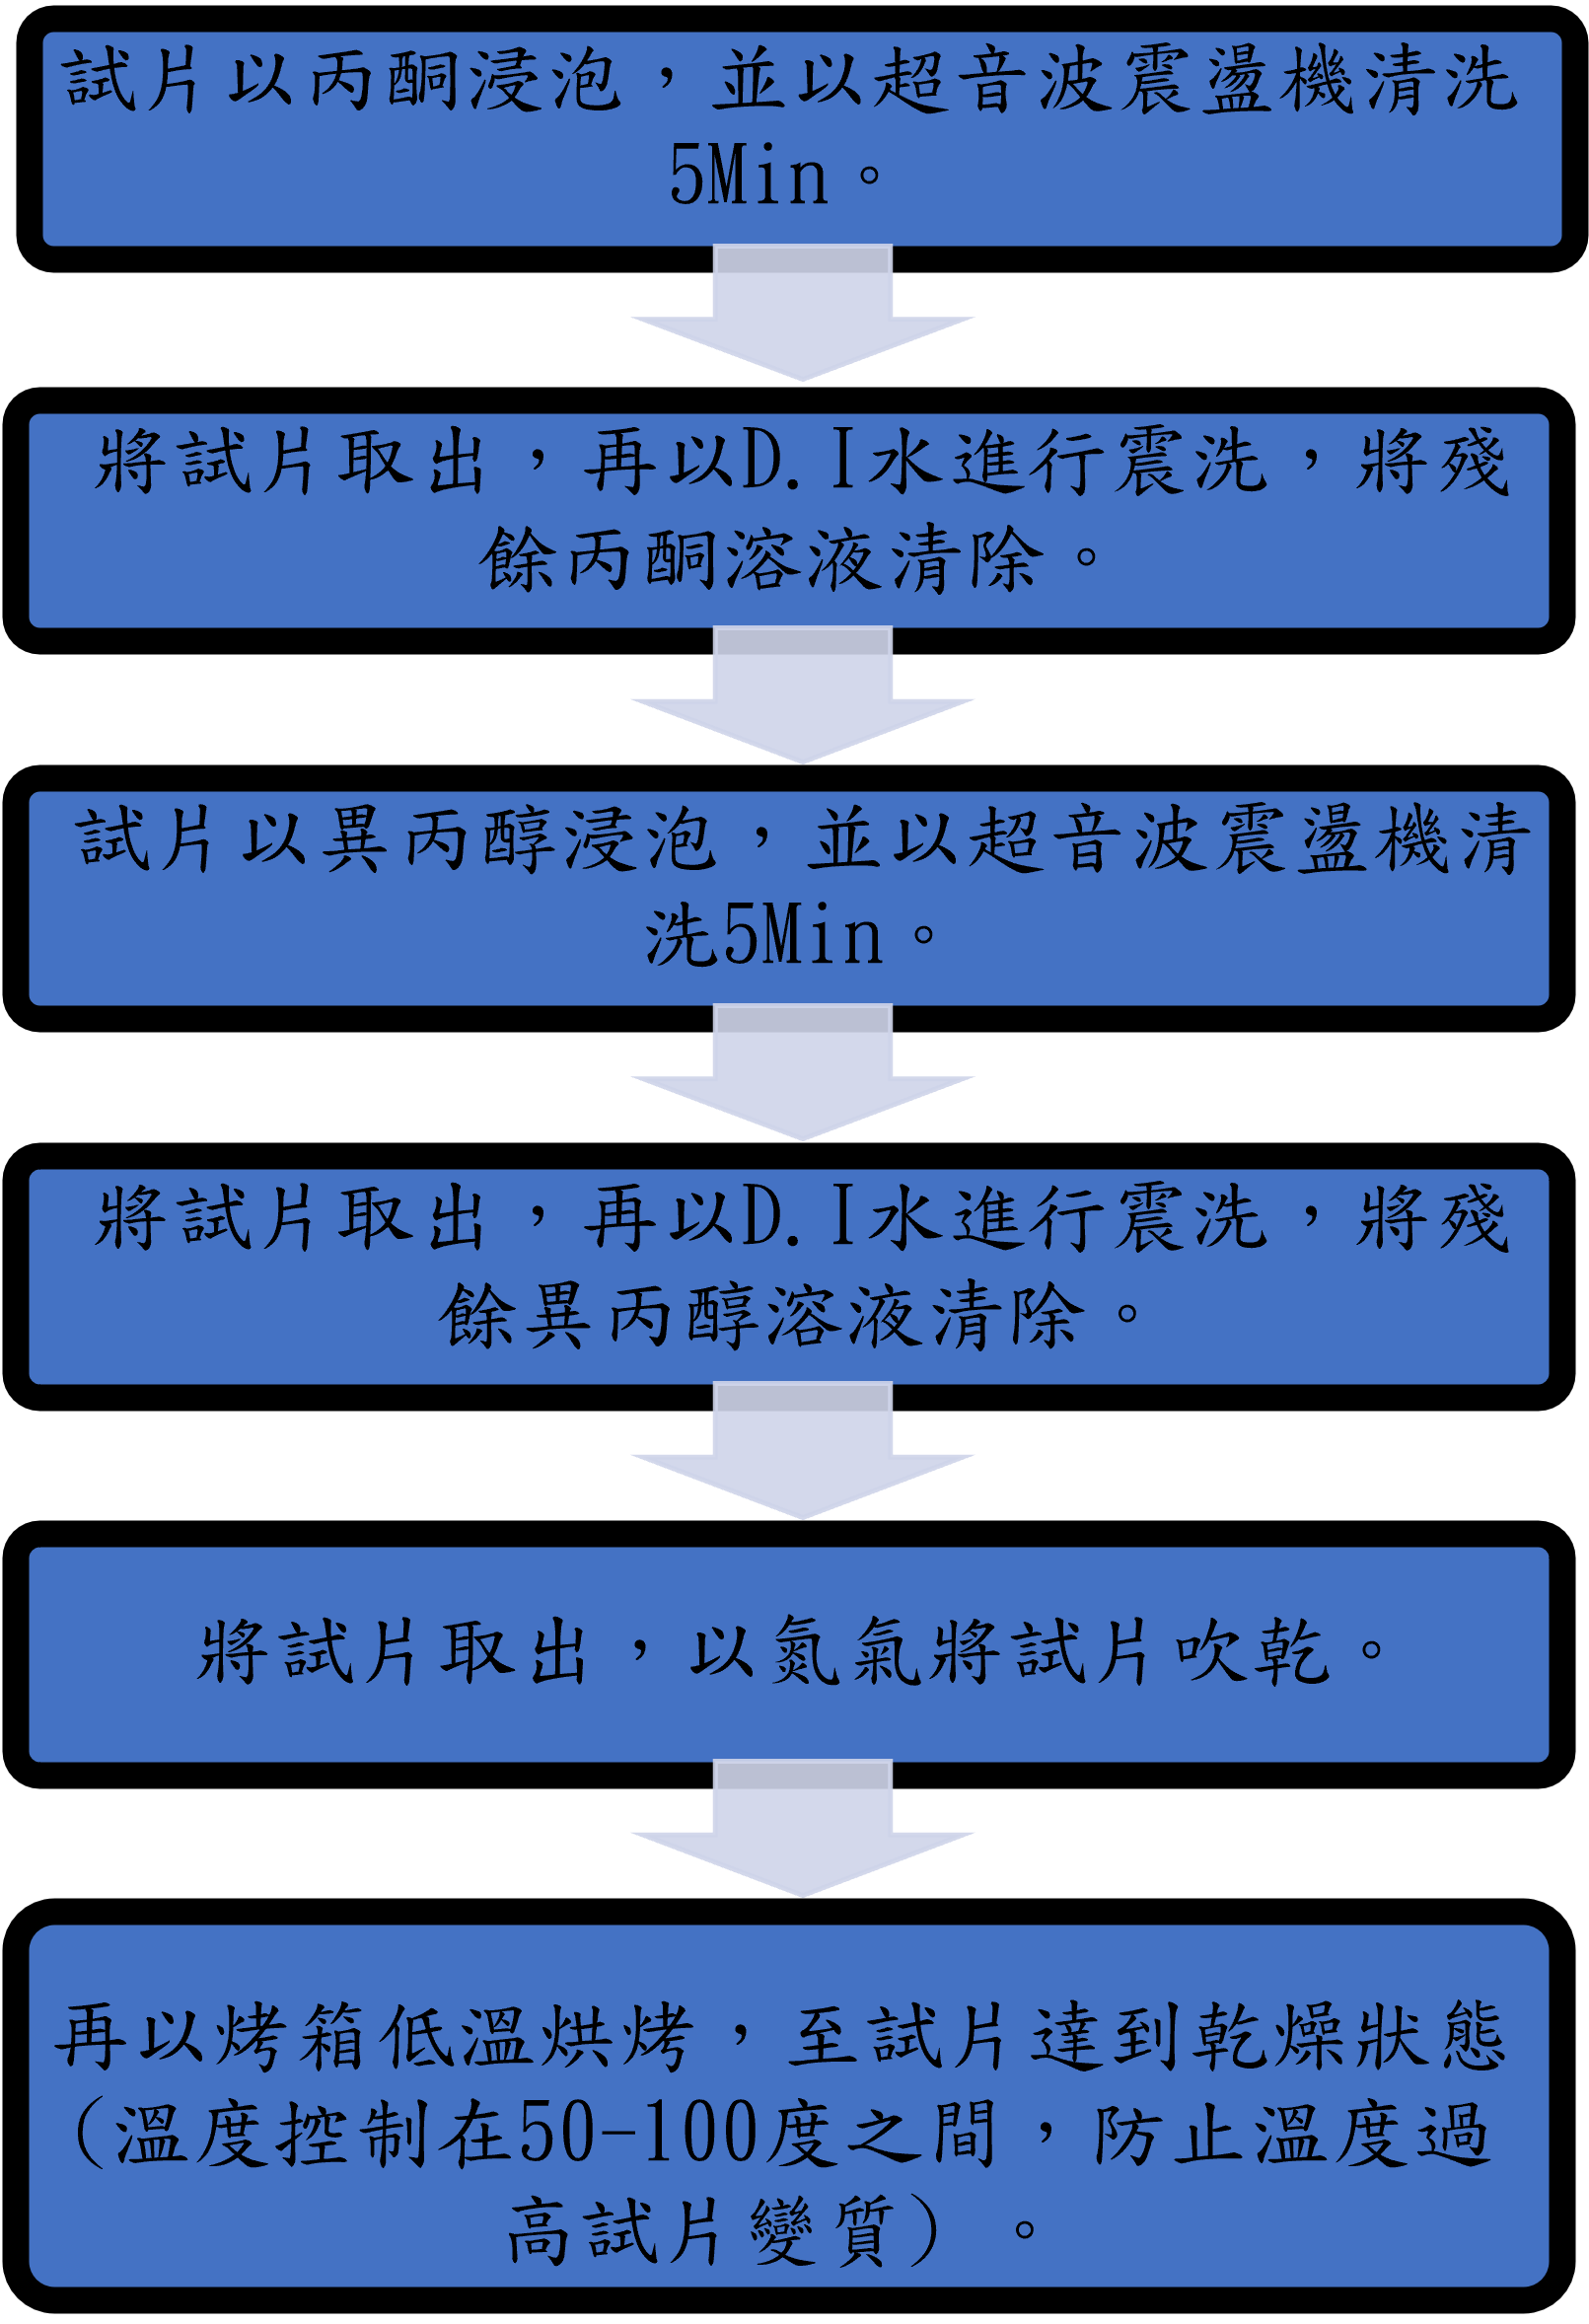 試片以丙酮浸泡，並以超音波震盪機清洗
5Min。
將試片取出，再以D.I水進行震洗，將殘
餘丙酮溶液清除。
試片以異丙醇浸泡，並以超音波震盪機清
洗5Min。
將試片取出，再以D.I水進行震洗，將殘
餘異丙醇溶液清除。
將試片取出，以氮氣將試片吹乾。
再以烤箱低溫烘烤，至試片達到乾燥狀態
(溫度控制在50-100度之間，防止溫度過
高試片變質)。